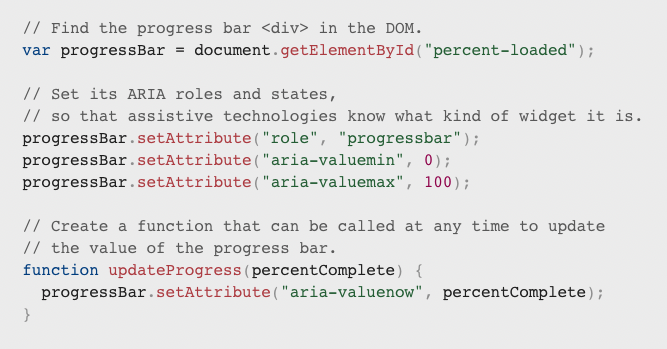 // Find the progress bar <div> in the DOM.
var progressBar = document.getElementById("percent-loaded");
// Set its ARIA roles and states,
// so that assistive technologies know what kind of widget it is.
progressBar.setAttribute("role", "progressbar");
progressBar.setAttribute("aria-valuemin", 0);
progressBar.setAttribute("aria-valuemax", 100);
// Create a function that can be called at any time to update
// the value of the progress bar.
function updateProgress(percentComplete) {
  progressBar.setAttribute("aria-valuenow", percentComplete);
}